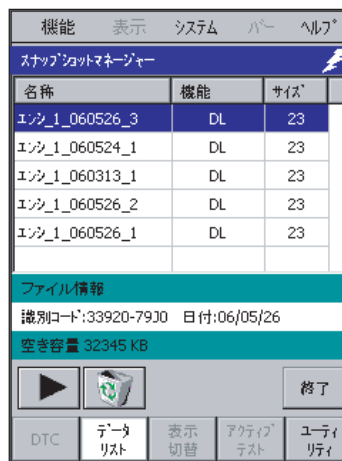 機能 表示 システム バー ヘルプ
スナップショットマネージャー
名称 機能 サイズ
エンジ_1_060526_3 DL 23
エンジ_1_060524_1 DL 23
エンジ_1_060313_1 DL 23
エンジ_1_060526_2 DL 23
エンジ_1_060526_1 DL 23
ファイル情報
識別コード:33920-79J0 日付:06/05/26
空き容量 32345 KB
終了
DTC データリスト 表示切替 アクティブテスト ユーティリティ